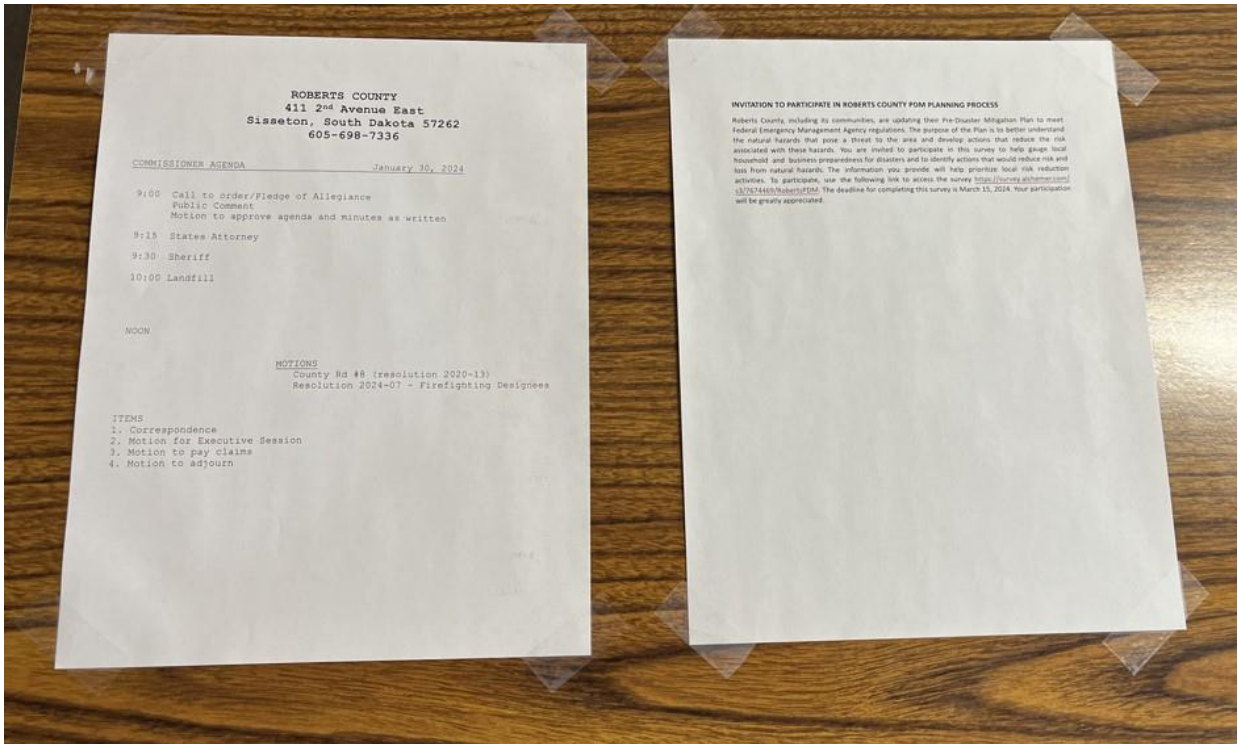 ROBERTS COUNTY
411 2nd Avenue East
Sisseton, South Dakota 57262
605-698-7336
COMMISSIONER AGENDA January 30, 2024
9:00 Call to order/Pledge of Allegiance
Public Comment
Motion to approve agenda and minutes as written
9:15 States Attorney
9:30 Sheriff
10:00 Landfill
NOON
MOTIONS
County Rd #8 (resolution 2020-13)
Resolution 2024-07 - Firefighting Designees
ITEMS
1. Correspondence
2. Motion for Executive Session
3. Motion to pay claims
4. Motion to adjourn
INVITATION TO PARTICIPATE IN ROBERTS COUNTY PDM PLANNING PROCESS
Roberts County, including its communities, are updating their Pre-Disaster Mitigation Plan to meet
Federal Emergency Management Agency regulations. The purpose of the Plan is to better understand
the natural hazards that pose a threat to the area and develop actions that reduce the risk
associated with these hazards. You are invited to participate in this survey to help gauge local
household and business preparedness for disasters and to identify actions that would reduce risk and
loss from natural hazards. The information you provide will help prioritize local risk reduction
activities. To participate, use the following link to access the survey https://survey.alchemer.com/
s3/7674469/RobertsPDM. The deadline for completing this survey is March 15, 2024. Your participation
will be greatly appreciated.